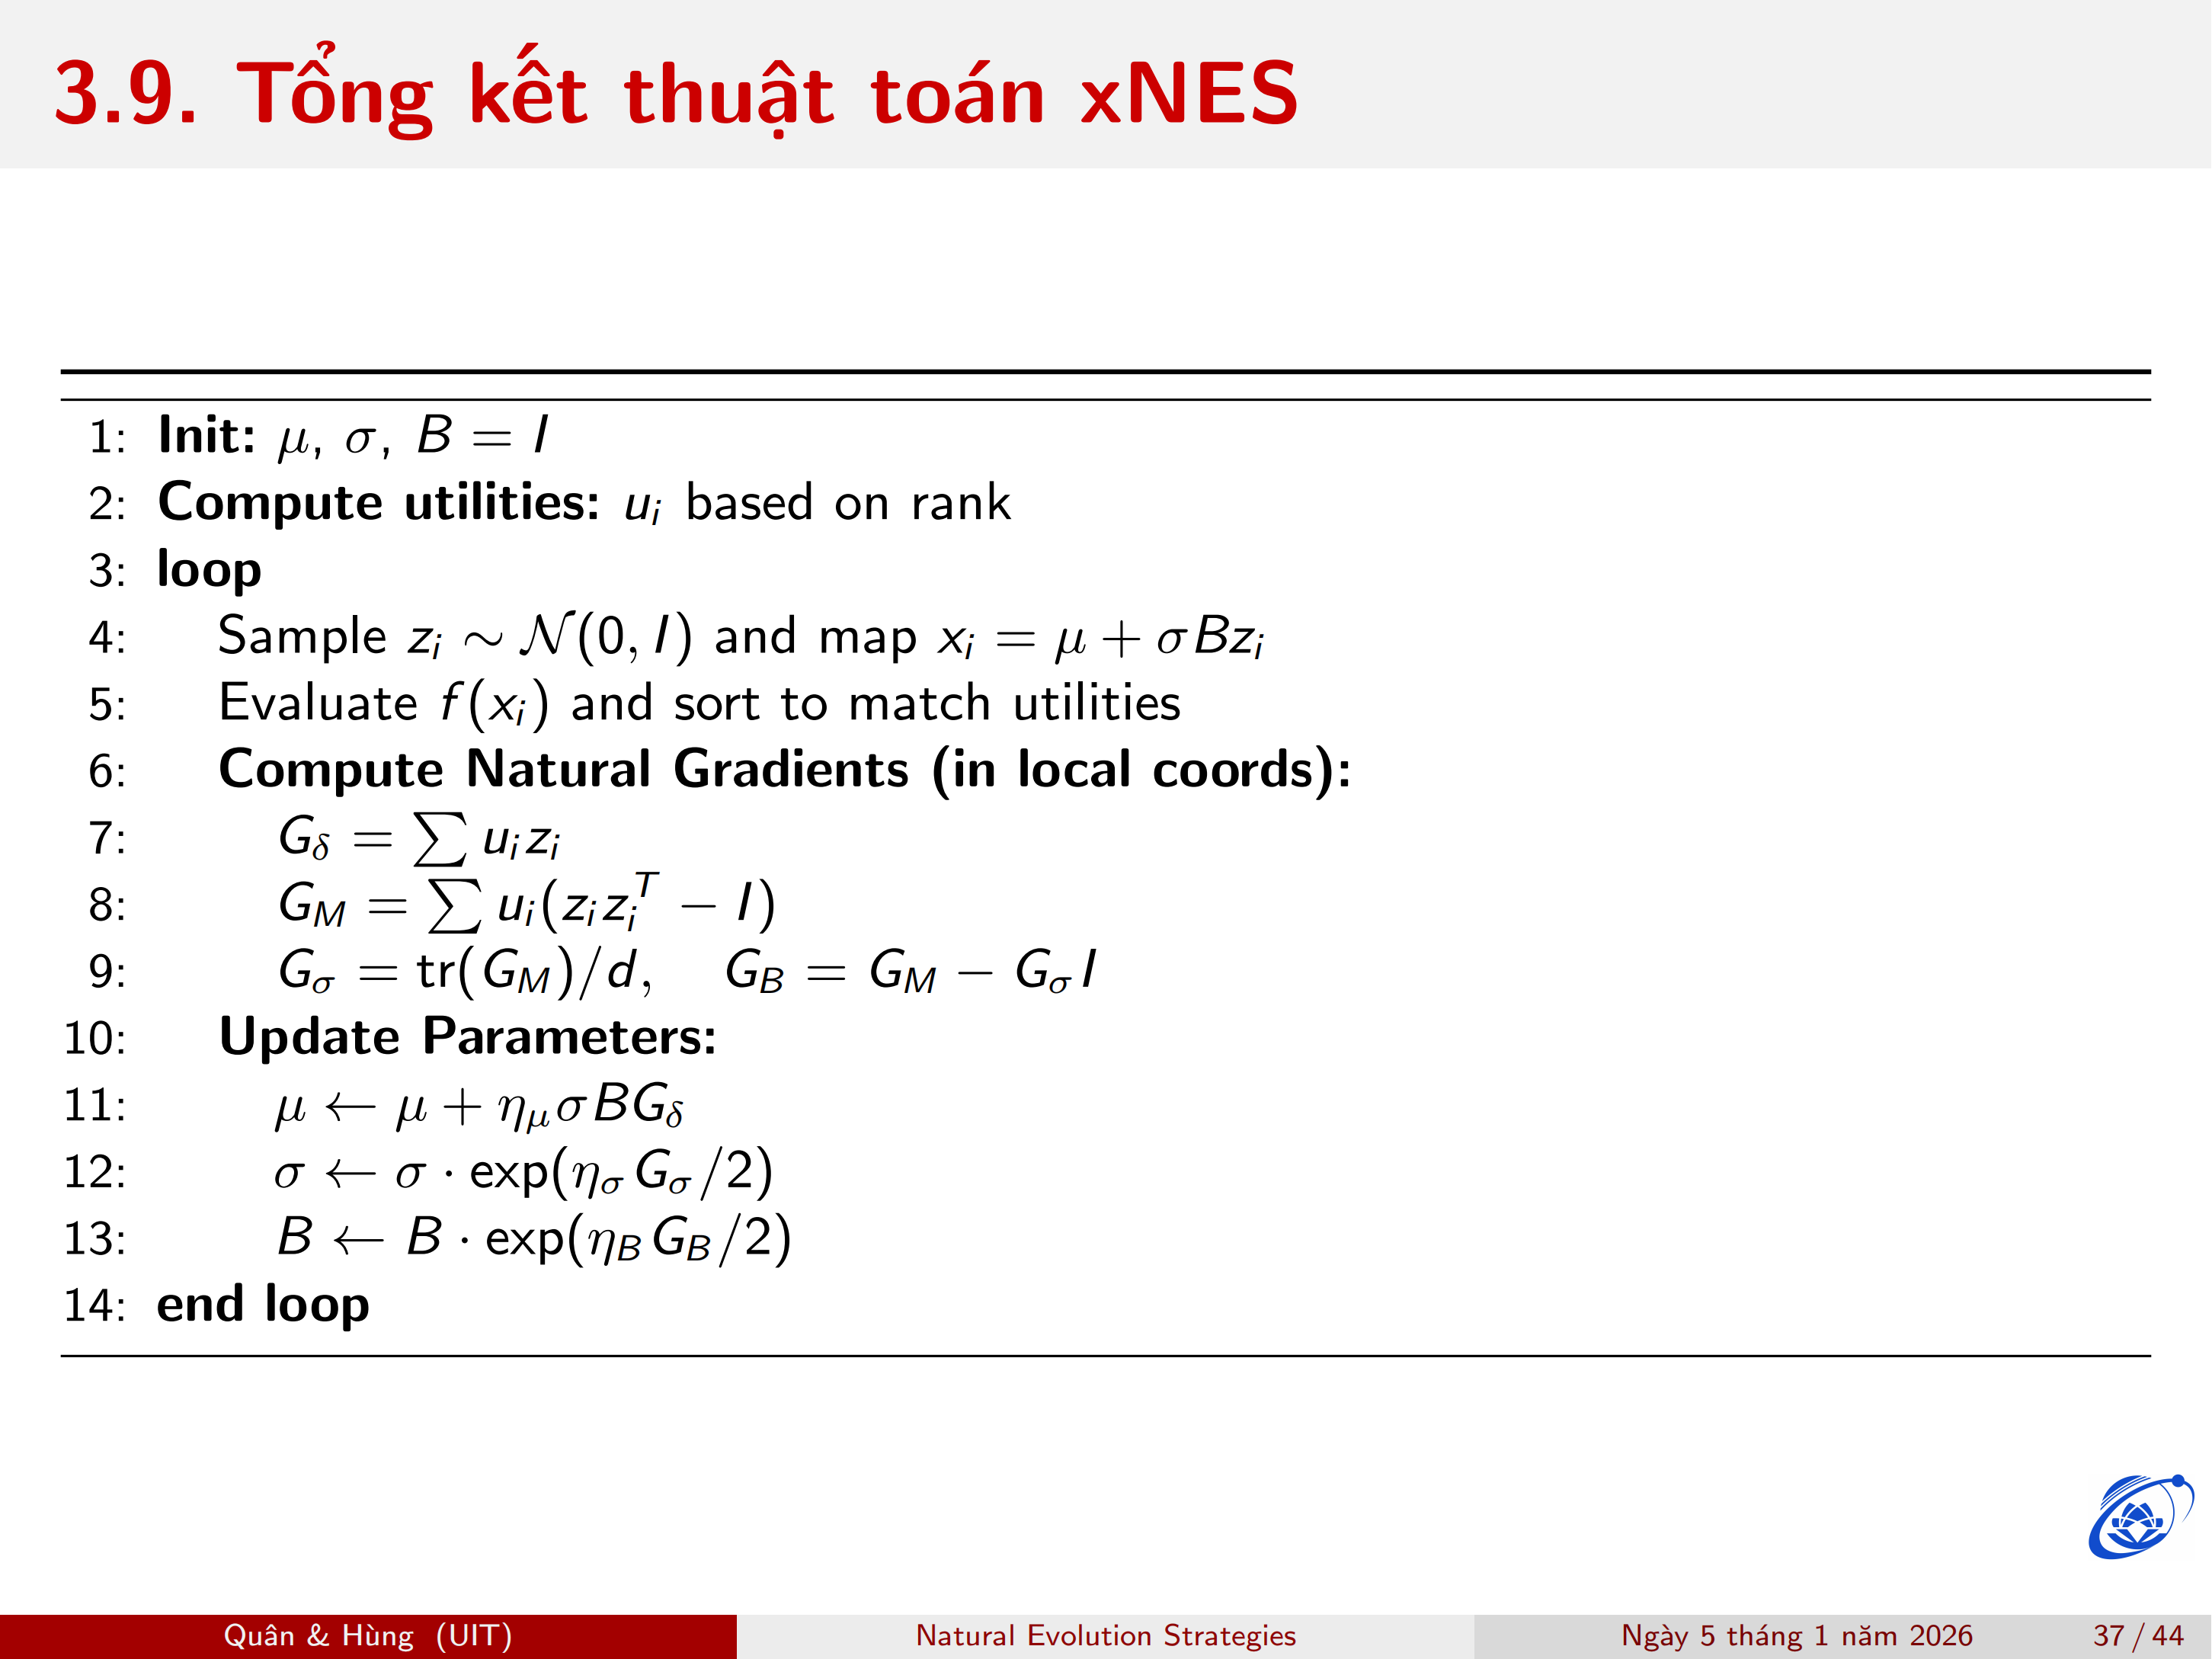 3.9. Tổng kết thuật toán xNES
1: Init: μ, σ, B = I
2: Compute utilities: u_i based on rank
3: loop
4: Sample z_i ∼ 𝒩(0, I) and map x_i = μ + σBz_i
5: Evaluate f(x_i) and sort to match utilities
6: Compute Natural Gradients (in local coords):
7: G_δ = ∑ u_i z_i
8: G_M = ∑ u_i(z_i z_i^T − I)
9: G_σ = tr(G_M)/d, G_B = G_M − G_σ I
10: Update Parameters:
11: μ ← μ + η_μ σBG_δ
12: σ ← σ · exp(η_σ G_σ/2)
13: B ← B · exp(η_B G_B/2)
14: end loop
Quân & Hùng (UIT) Natural Evolution Strategies Ngày 5 tháng 1 năm 2026 37 / 44